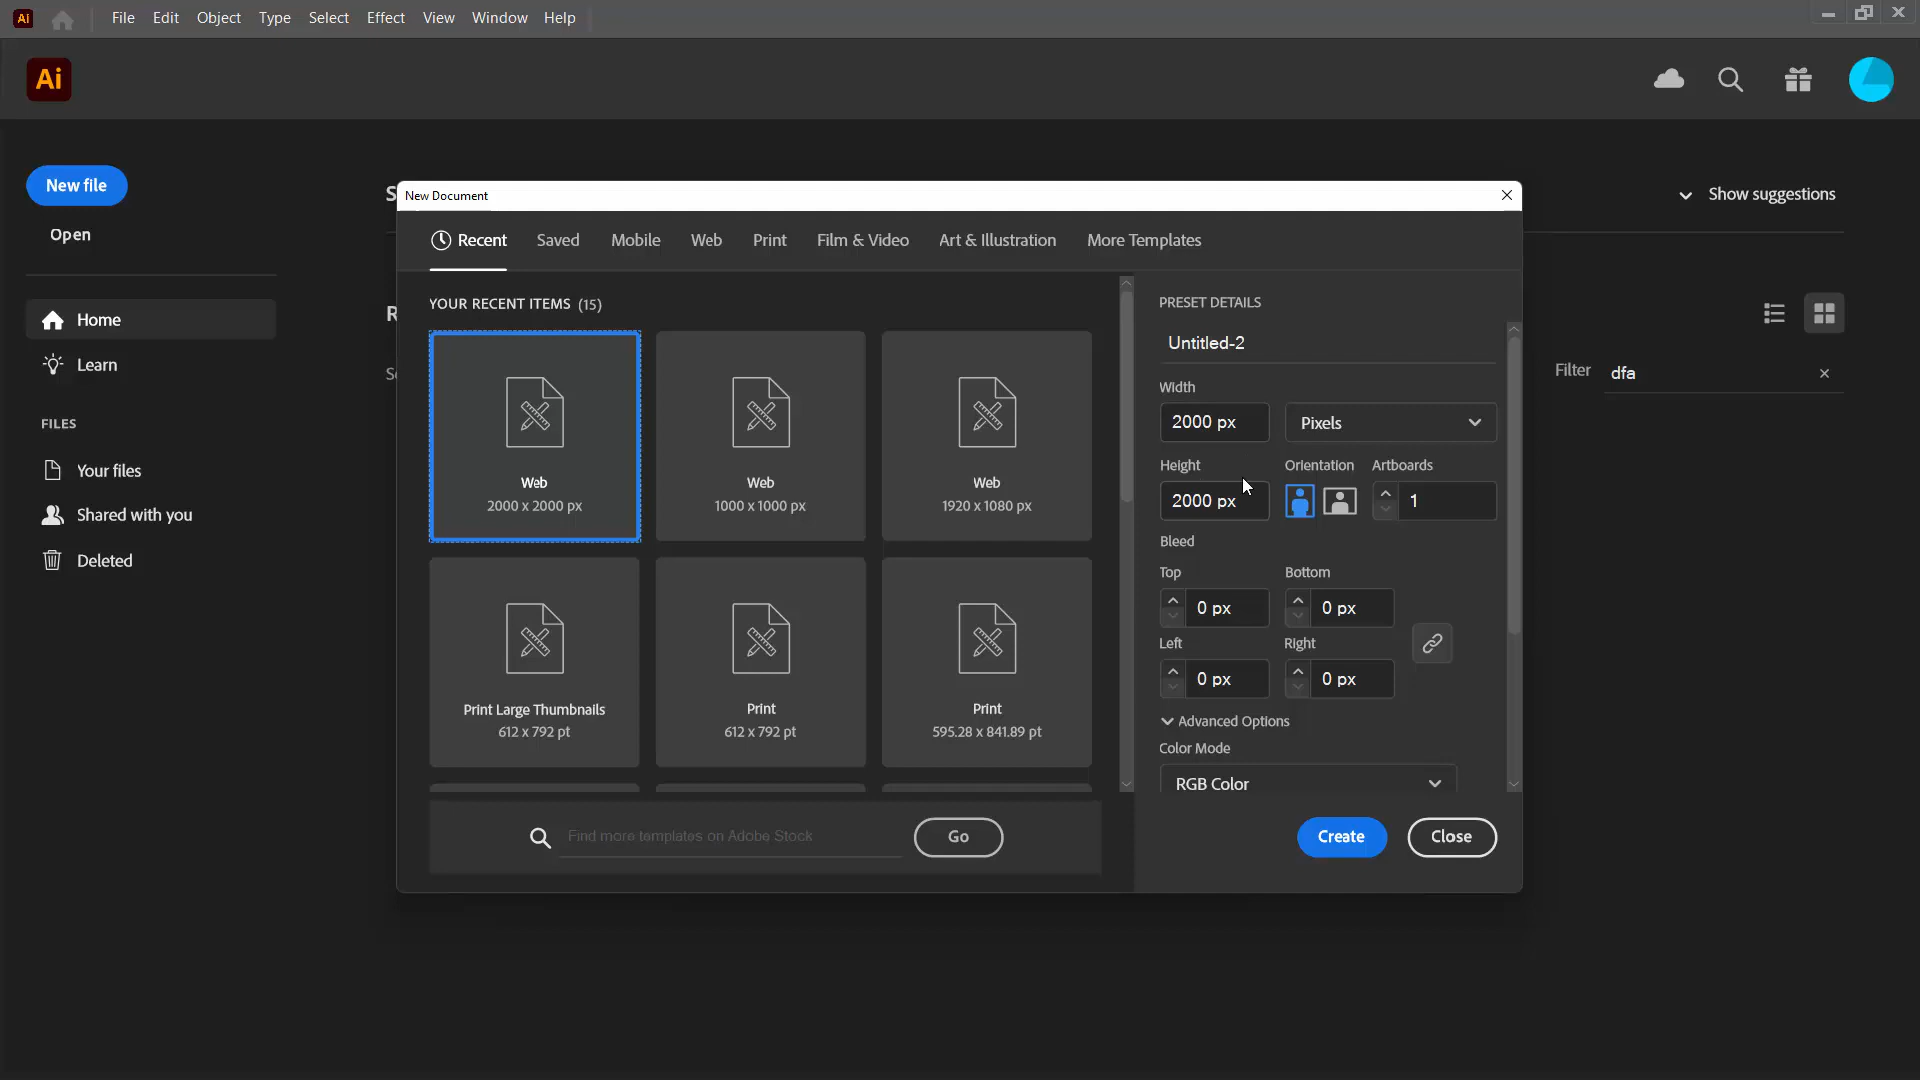 Ai File Edit Object Type Select Effect View Window Help
Ai
New file
Open
Home
Learn
FILES
Your files
Shared with you
Deleted
S
Show suggestions
R
Se
Filter dfa
New Document
Recent Saved Mobile Web Print Film & Video Art & Illustration More Templates
YOUR RECENT ITEMS (15)
Web
2000 x 2000 px
Web
1000 x 1000 px
Web
1920 x 1080 px
Print Large Thumbnails
612 x 792 pt
Print
612 x 792 pt
Print
595.28 x 841.89 pt
Find more templates on Adobe Stock
Go
PRESET DETAILS
Untitled-2
Width
2000 px Pixels
Height Orientation Artboards
2000 px 1
Bleed
Top Bottom
0 px 0 px
Left Right
0 px 0 px
Advanced Options
Color Mode
RGB Color
Create Close